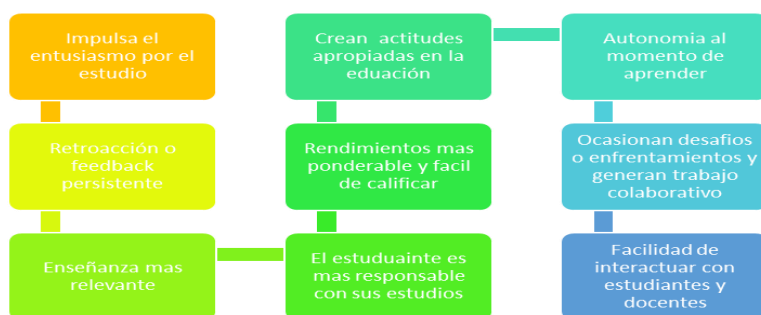 Impulsa el
entusiasmo por el
estudio
Retroacción o
feedback
persistente
Enseñanza mas
relevante
El estuduainte es
mas responsable
con sus estudios
Rendimientos mas
ponderable y facil
de calificar
Crean actitudes
apropiadas en la
eduación
Autonomia al
momento de
aprender
Ocasionan desafios
o enfrentamientos y
generan trabajo
colaborativo
Facilidad de
interactuar con
estudiantes y
docentes